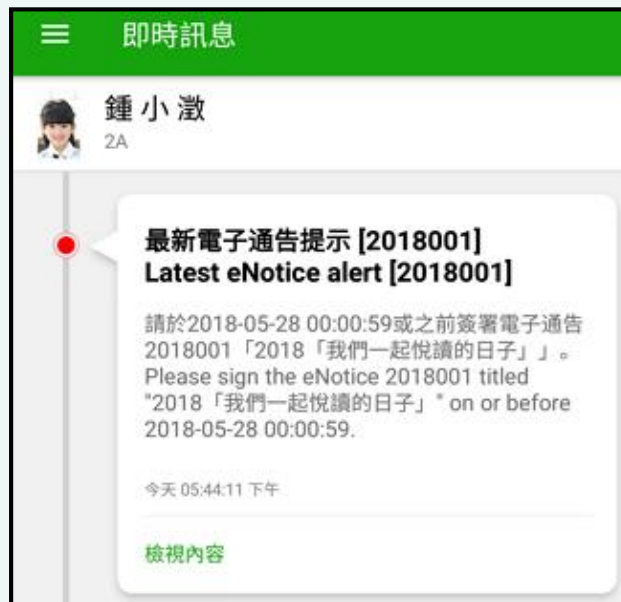 即時訊息
鍾小澂
2A
最新電子通告提示 [2018001]
Latest eNotice alert [2018001]
請於2018-05-28 00:00:59或之前簽署電子通告
2018001「2018「我們一起悅讀的日子」」。
Please sign the eNotice 2018001 titled
"2018「我們一起悅讀的日子」" on or before
2018-05-28 00:00:59.
今天 05:44:11 下午
檢視內容